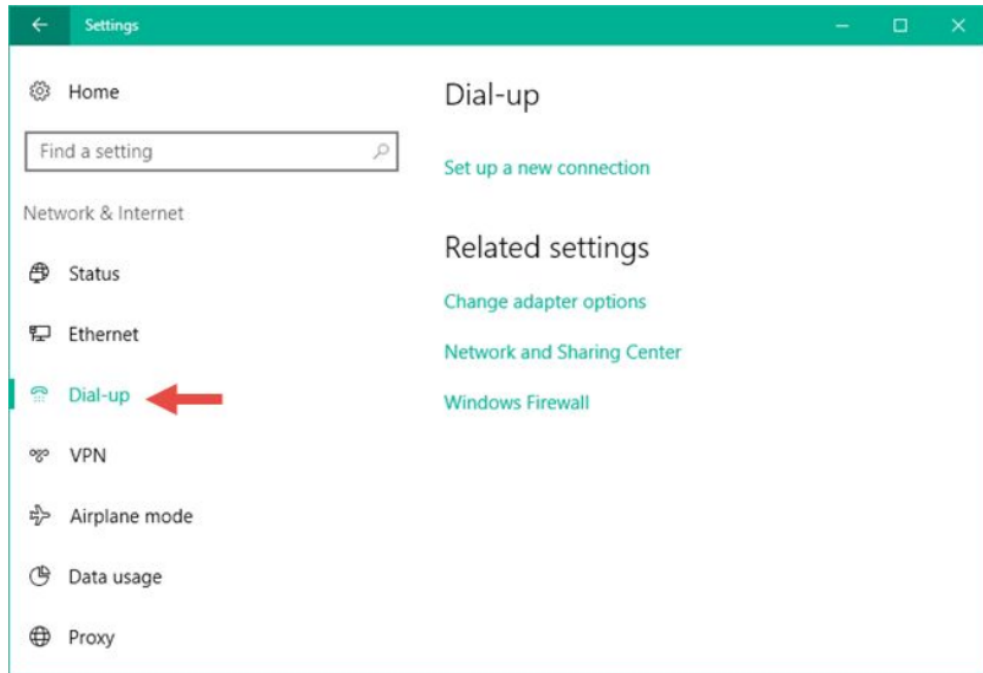 Settings
Home
Find a setting
Network & Internet
Status
Ethernet
Dial-up
VPN
Airplane mode
Data usage
Proxy
Dial-up
Set up a new connection
Related settings
Change adapter options
Network and Sharing Center
Windows Firewall